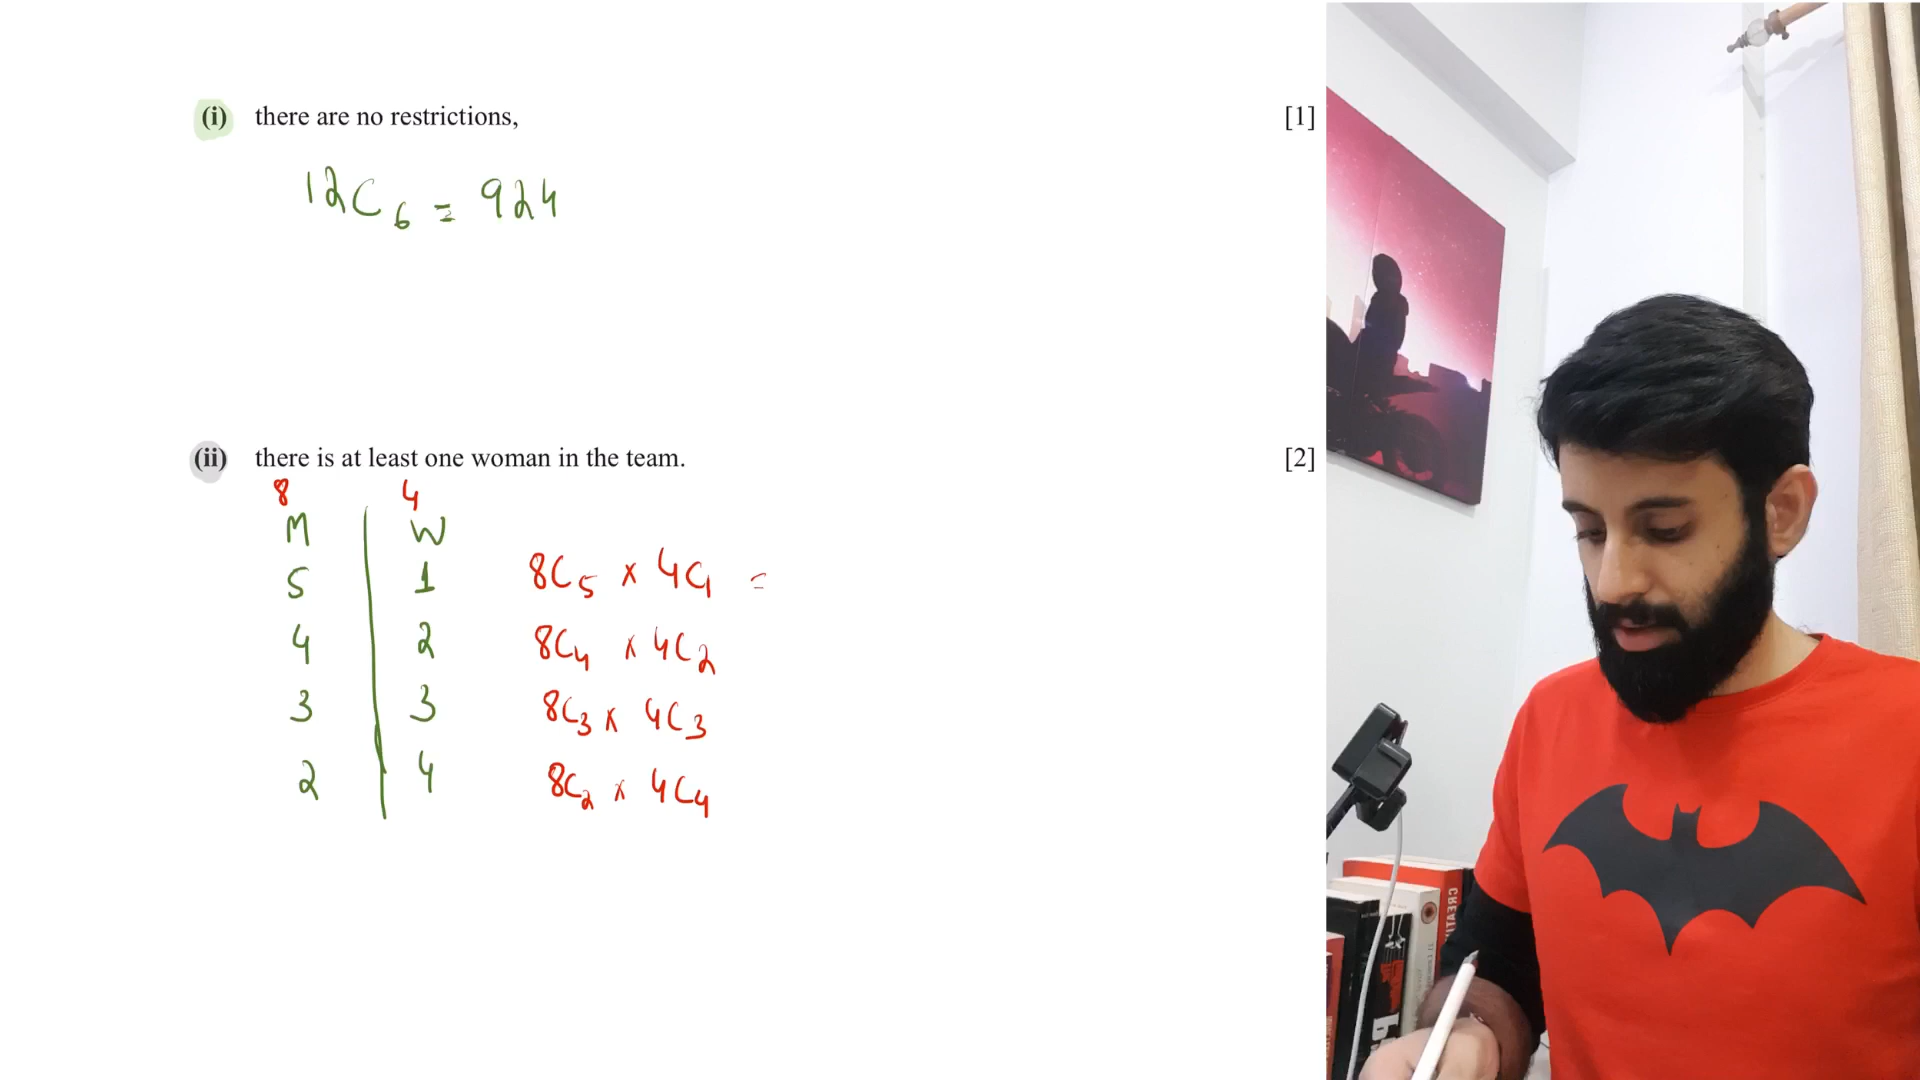 (i) there are no restrictions, [1]
12C6 = 924
(ii) there is at least one woman in the team. [2]
8 4
M W
5 1 8C5 × 4C1 =
4 2 8C4 × 4C2
3 3 8C3 × 4C3
2 4 8C2 × 4C4